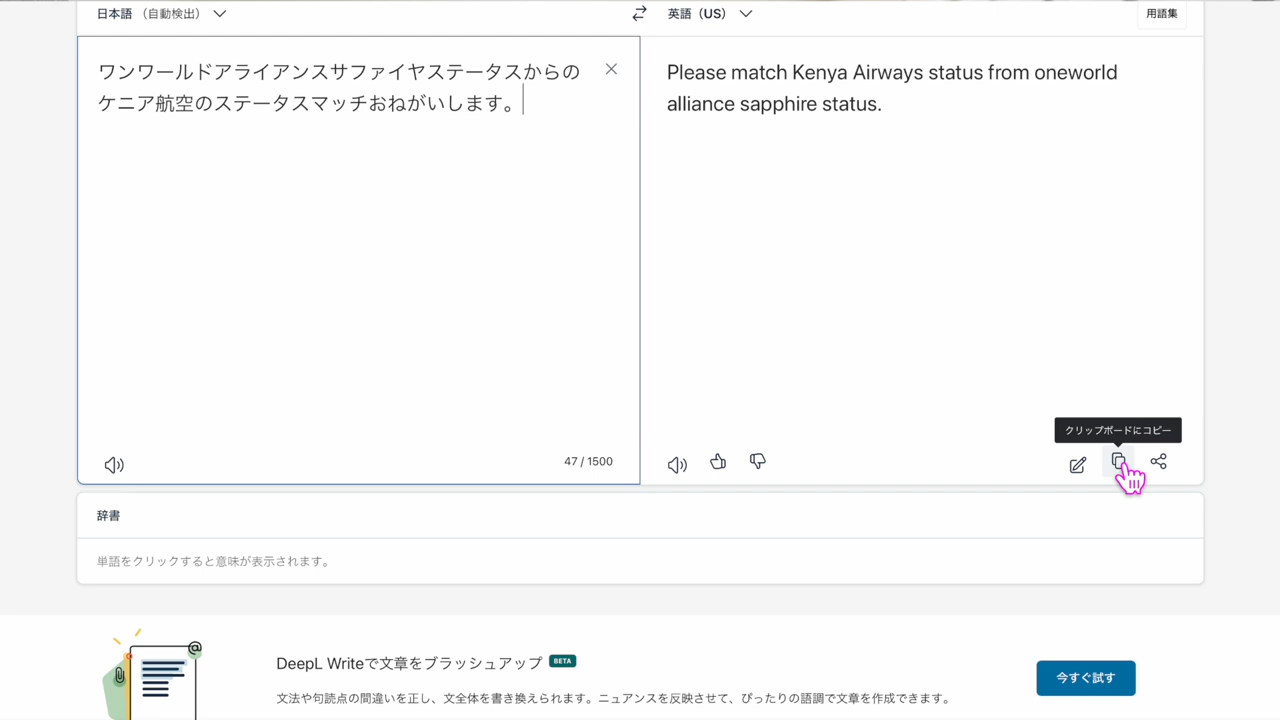 日本語 （自動検出）
英語（US）
用語集
ワンワールドアライアンスサファイヤステータスからの
ケニア航空のステータスマッチおねがいします。
Please match Kenya Airways status from oneworld
alliance sapphire status.
クリップボードにコピー
47 / 1500
辞書
単語をクリックすると意味が表示されます。
DeepL Writeで文章をブラッシュアップ BETA
文法や句読点の間違いを正し、文全体を書き換えられます。ニュアンスを反映させて、ぴったりの語調で文章を作成できます。
今すぐ試す